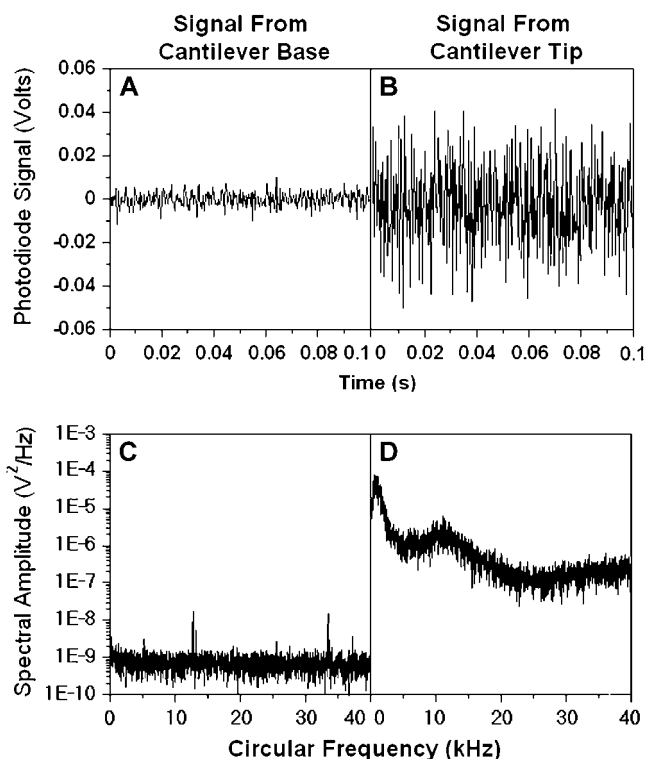 Signal From
Cantilever Base
Signal From
Cantilever Tip
Photodiode Signal (Volts)
0.06
0.04
0.02
0
-0.02
-0.04
-0.06
A
B
0 0.02 0.04 0.06 0.08 0.1
0 0.02 0.04 0.06 0.08 0.1
Time (s)
Spectral Amplitude (V²/Hz)
1E-3
1E-4
1E-5
1E-6
1E-7
1E-8
1E-9
1E-10
C
D
0 10 20 30 40
0 10 20 30 40
Circular Frequency (kHz)